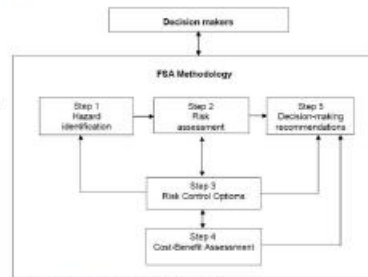 Decision makers
FSA Methodology
Step 1
Hazard
identification
Step 2
Risk
assessment
Step 5
Decision-making
recommendations
Step 3
Risk Control Options
Step 4
Cost-Benefit Assessment